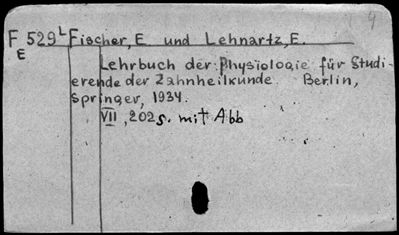 F 529 L Fischer, E. und Lehnartz, E.
E
Lehrbuch der Physiologie für Studi-
erende der Zahnheilkunde. Berlin,
Springer, 1934.
VII, 202 S. mit Abb
9